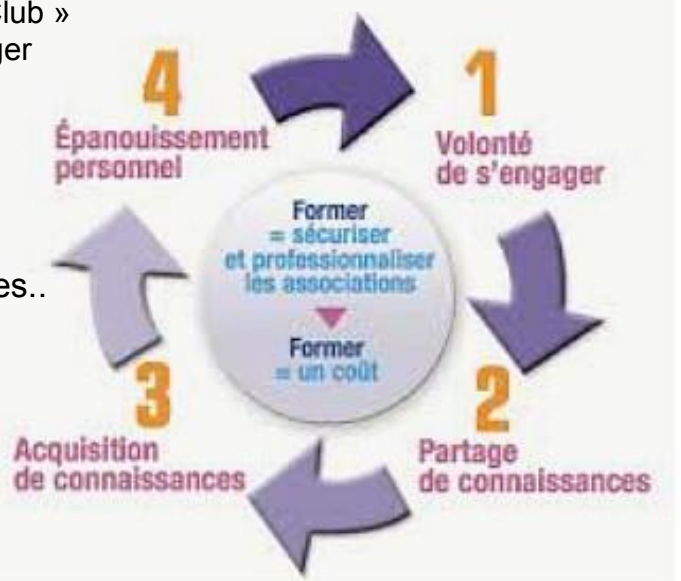 Club »
ger
es..
1
Volonté
de s'engager
2
Partage
de connaissances
3
Acquisition
de connaissances
4
Épanouissement
personnel
Former
= sécuriser
et professionnaliser
les associations
Former
= un coût